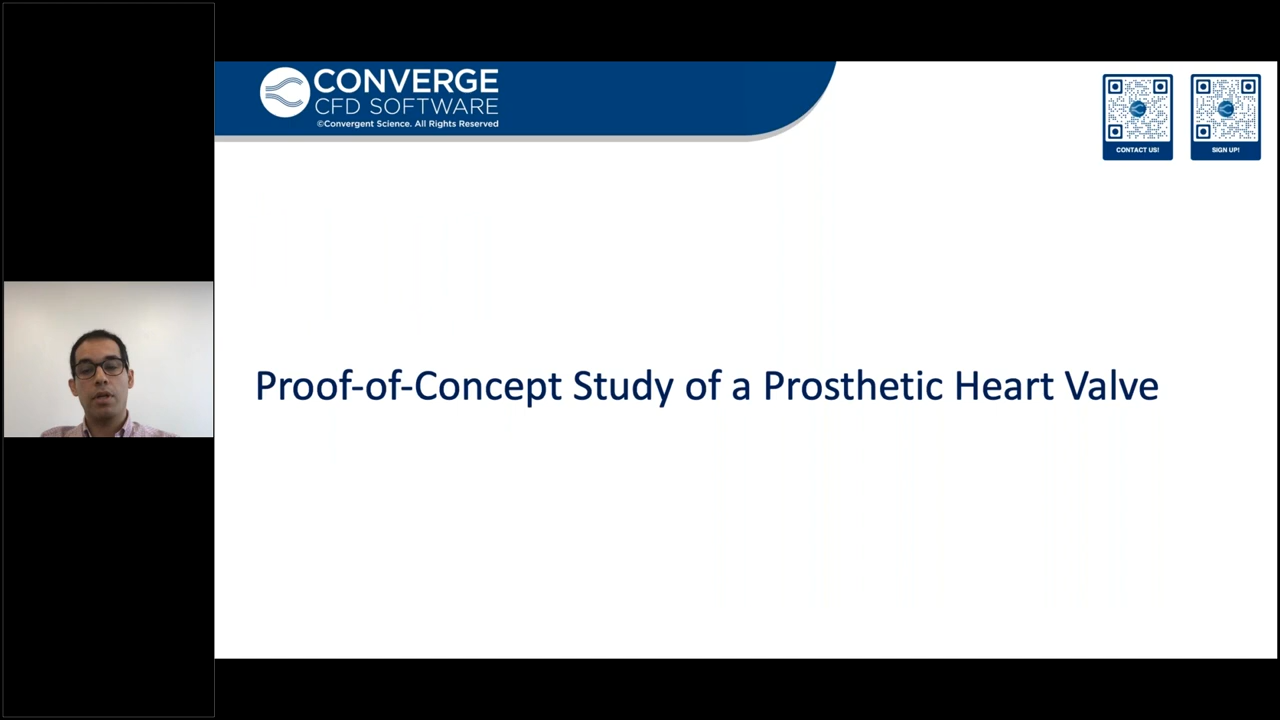 CONVERGE
CFD SOFTWARE
©Convergent Science. All Rights Reserved
CONTACT US!
SIGN UP!
Proof-of-Concept Study of a Prosthetic Heart Valve